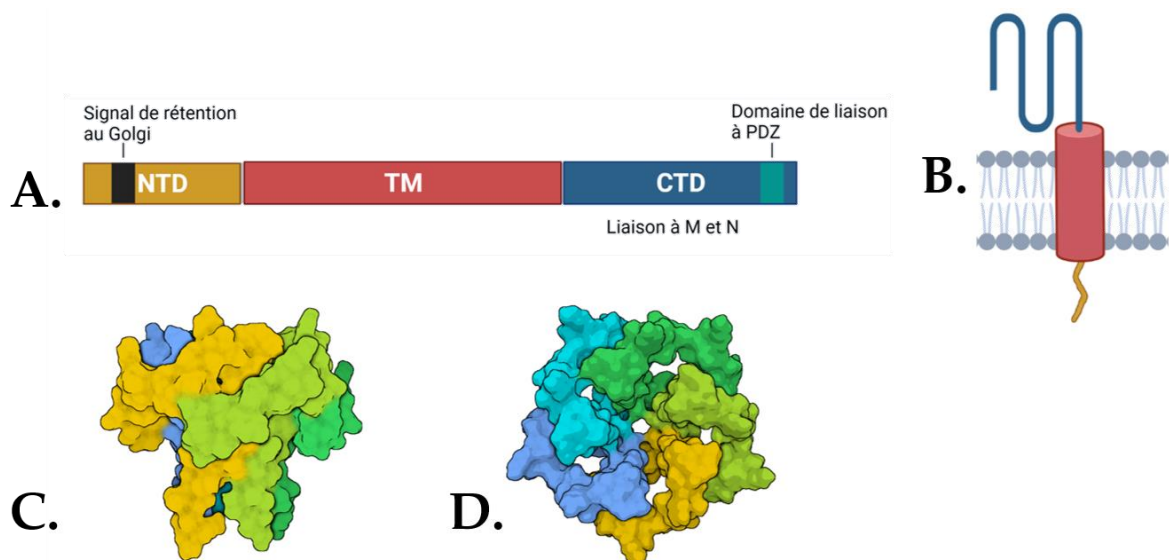 Signal de rétention
au Golgi
Domaine de liaison
à PDZ
A.
NTD
TM
CTD
Liaison à M et N
B.
C.
D.